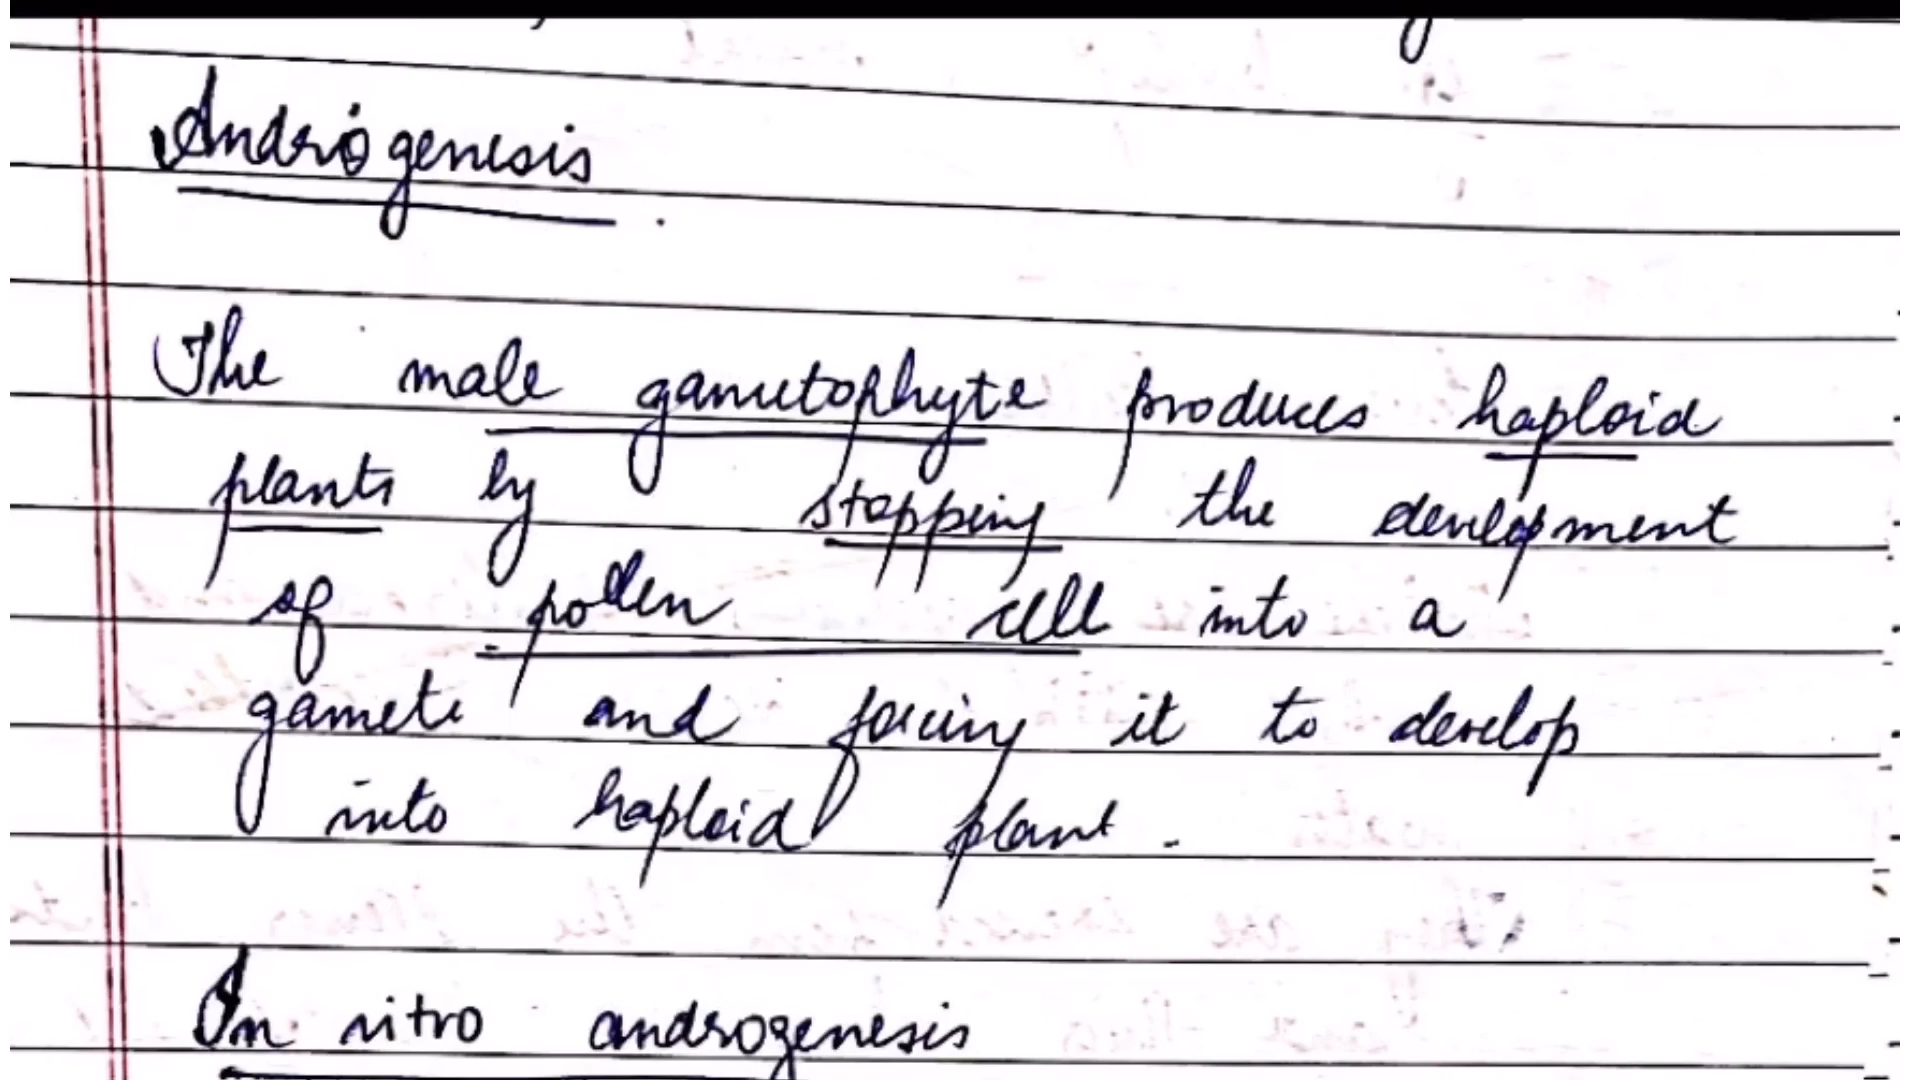 Androgenesis
The male gametophyte produces haploid
plants by stopping the development
of pollen cell into a
gamete and forcing it to develop
into haploid plant.
In vitro androgenesis